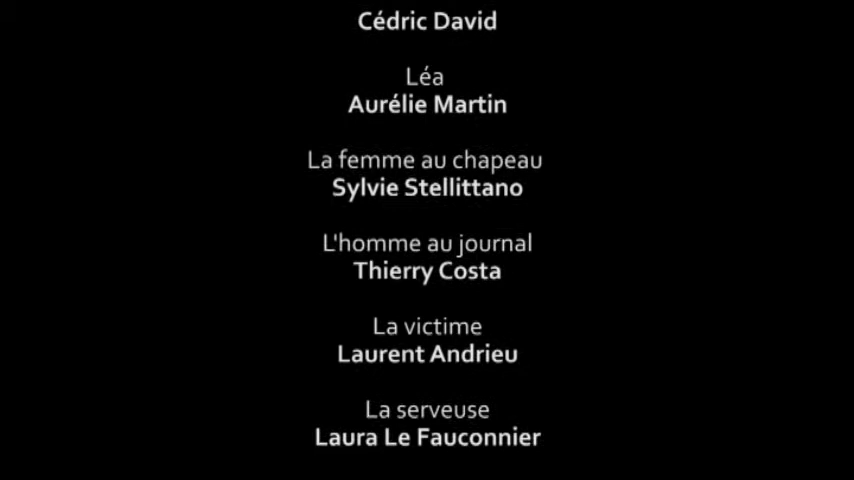 Cédric David
Léa
Aurélie Martin
La femme au chapeau
Sylvie Stellittano
L'homme au journal
Thierry Costa
La victime
Laurent Andrieu
La serveuse
Laura Le Fauconnier